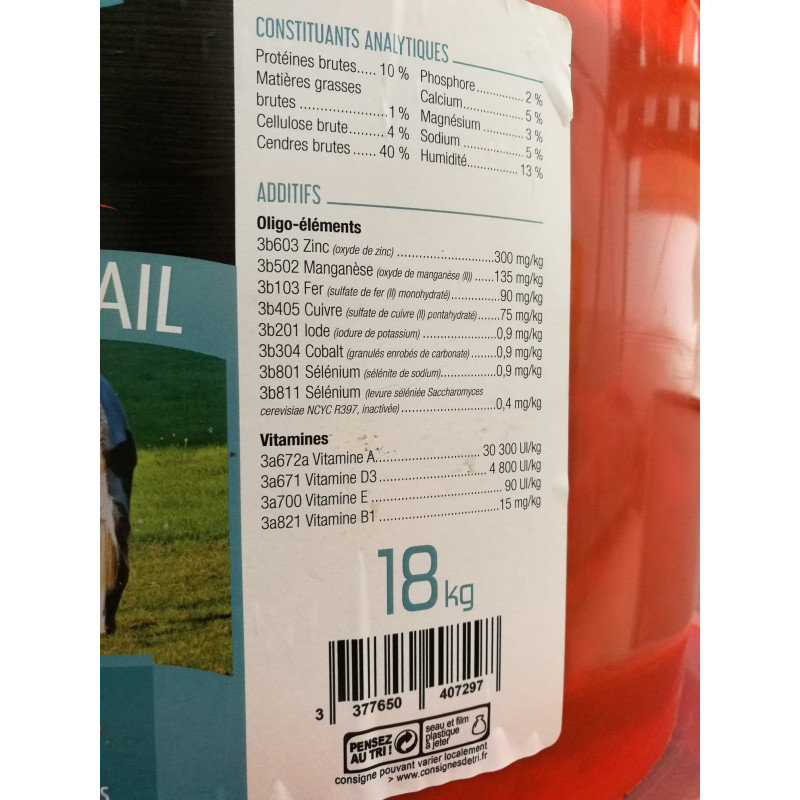 CONSTITUANTS ANALYTIQUES
Protéines brutes..... 10 %
Matières grasses
brutes .....................1 %
Cellulose brute....... 4 %
Cendres brutes ..... 40 %
Phosphore............... 2 %
Calcium................... 5 %
Magnésium ............ 3 %
Sodium ................... 5 %
Humidité................ 13 %
ADDITIFS
Oligo-éléments
3b603 Zinc (oxyde de zinc) ........................300 mg/kg
3b502 Manganèse (oxyde de manganèse (II)) .....135 mg/kg
3b103 Fer (sulfate de fer (II) monohydraté)............90 mg/kg
3b405 Cuivre (sulfate de cuivre (II) pentahydraté).....75 mg/kg
3b201 Iode (iodure de potassium) ..................0,9 mg/kg
3b304 Cobalt (granulés enrobés de carbonate).......0,9 mg/kg
3b801 Sélénium (sélénite de sodium).............0,9 mg/kg
3b811 Sélénium (levure séléniée Saccharomyces
cerevisiae NCYC R397, inactivée) .......................0,4 mg/kg
Vitamines
3a672a Vitamine A......................... 30 300 UI/kg
3a671 Vitamine D3......................... 4 800 UI/kg
3a700 Vitamine E ............................... 90 UI/kg
3a821 Vitamine B1 ............................15 mg/kg
AIL
18 kg
3 377650 407297
PENSEZ
AU TRI !
seau et film
plastique
à jeter
consigne pouvant varier localement
> www.consignesdetri.fr
S